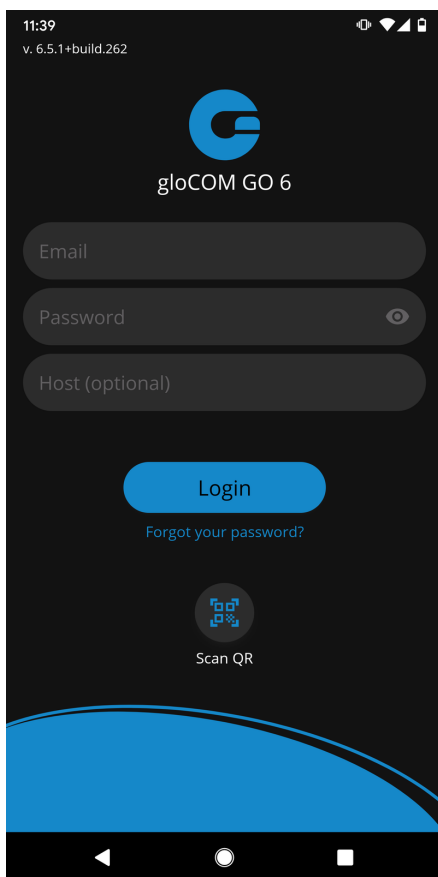 11:39
v. 6.5.1+build.262
gloCOM GO 6
Email
Password
Host (optional)
Login
Forgot your password?
Scan QR